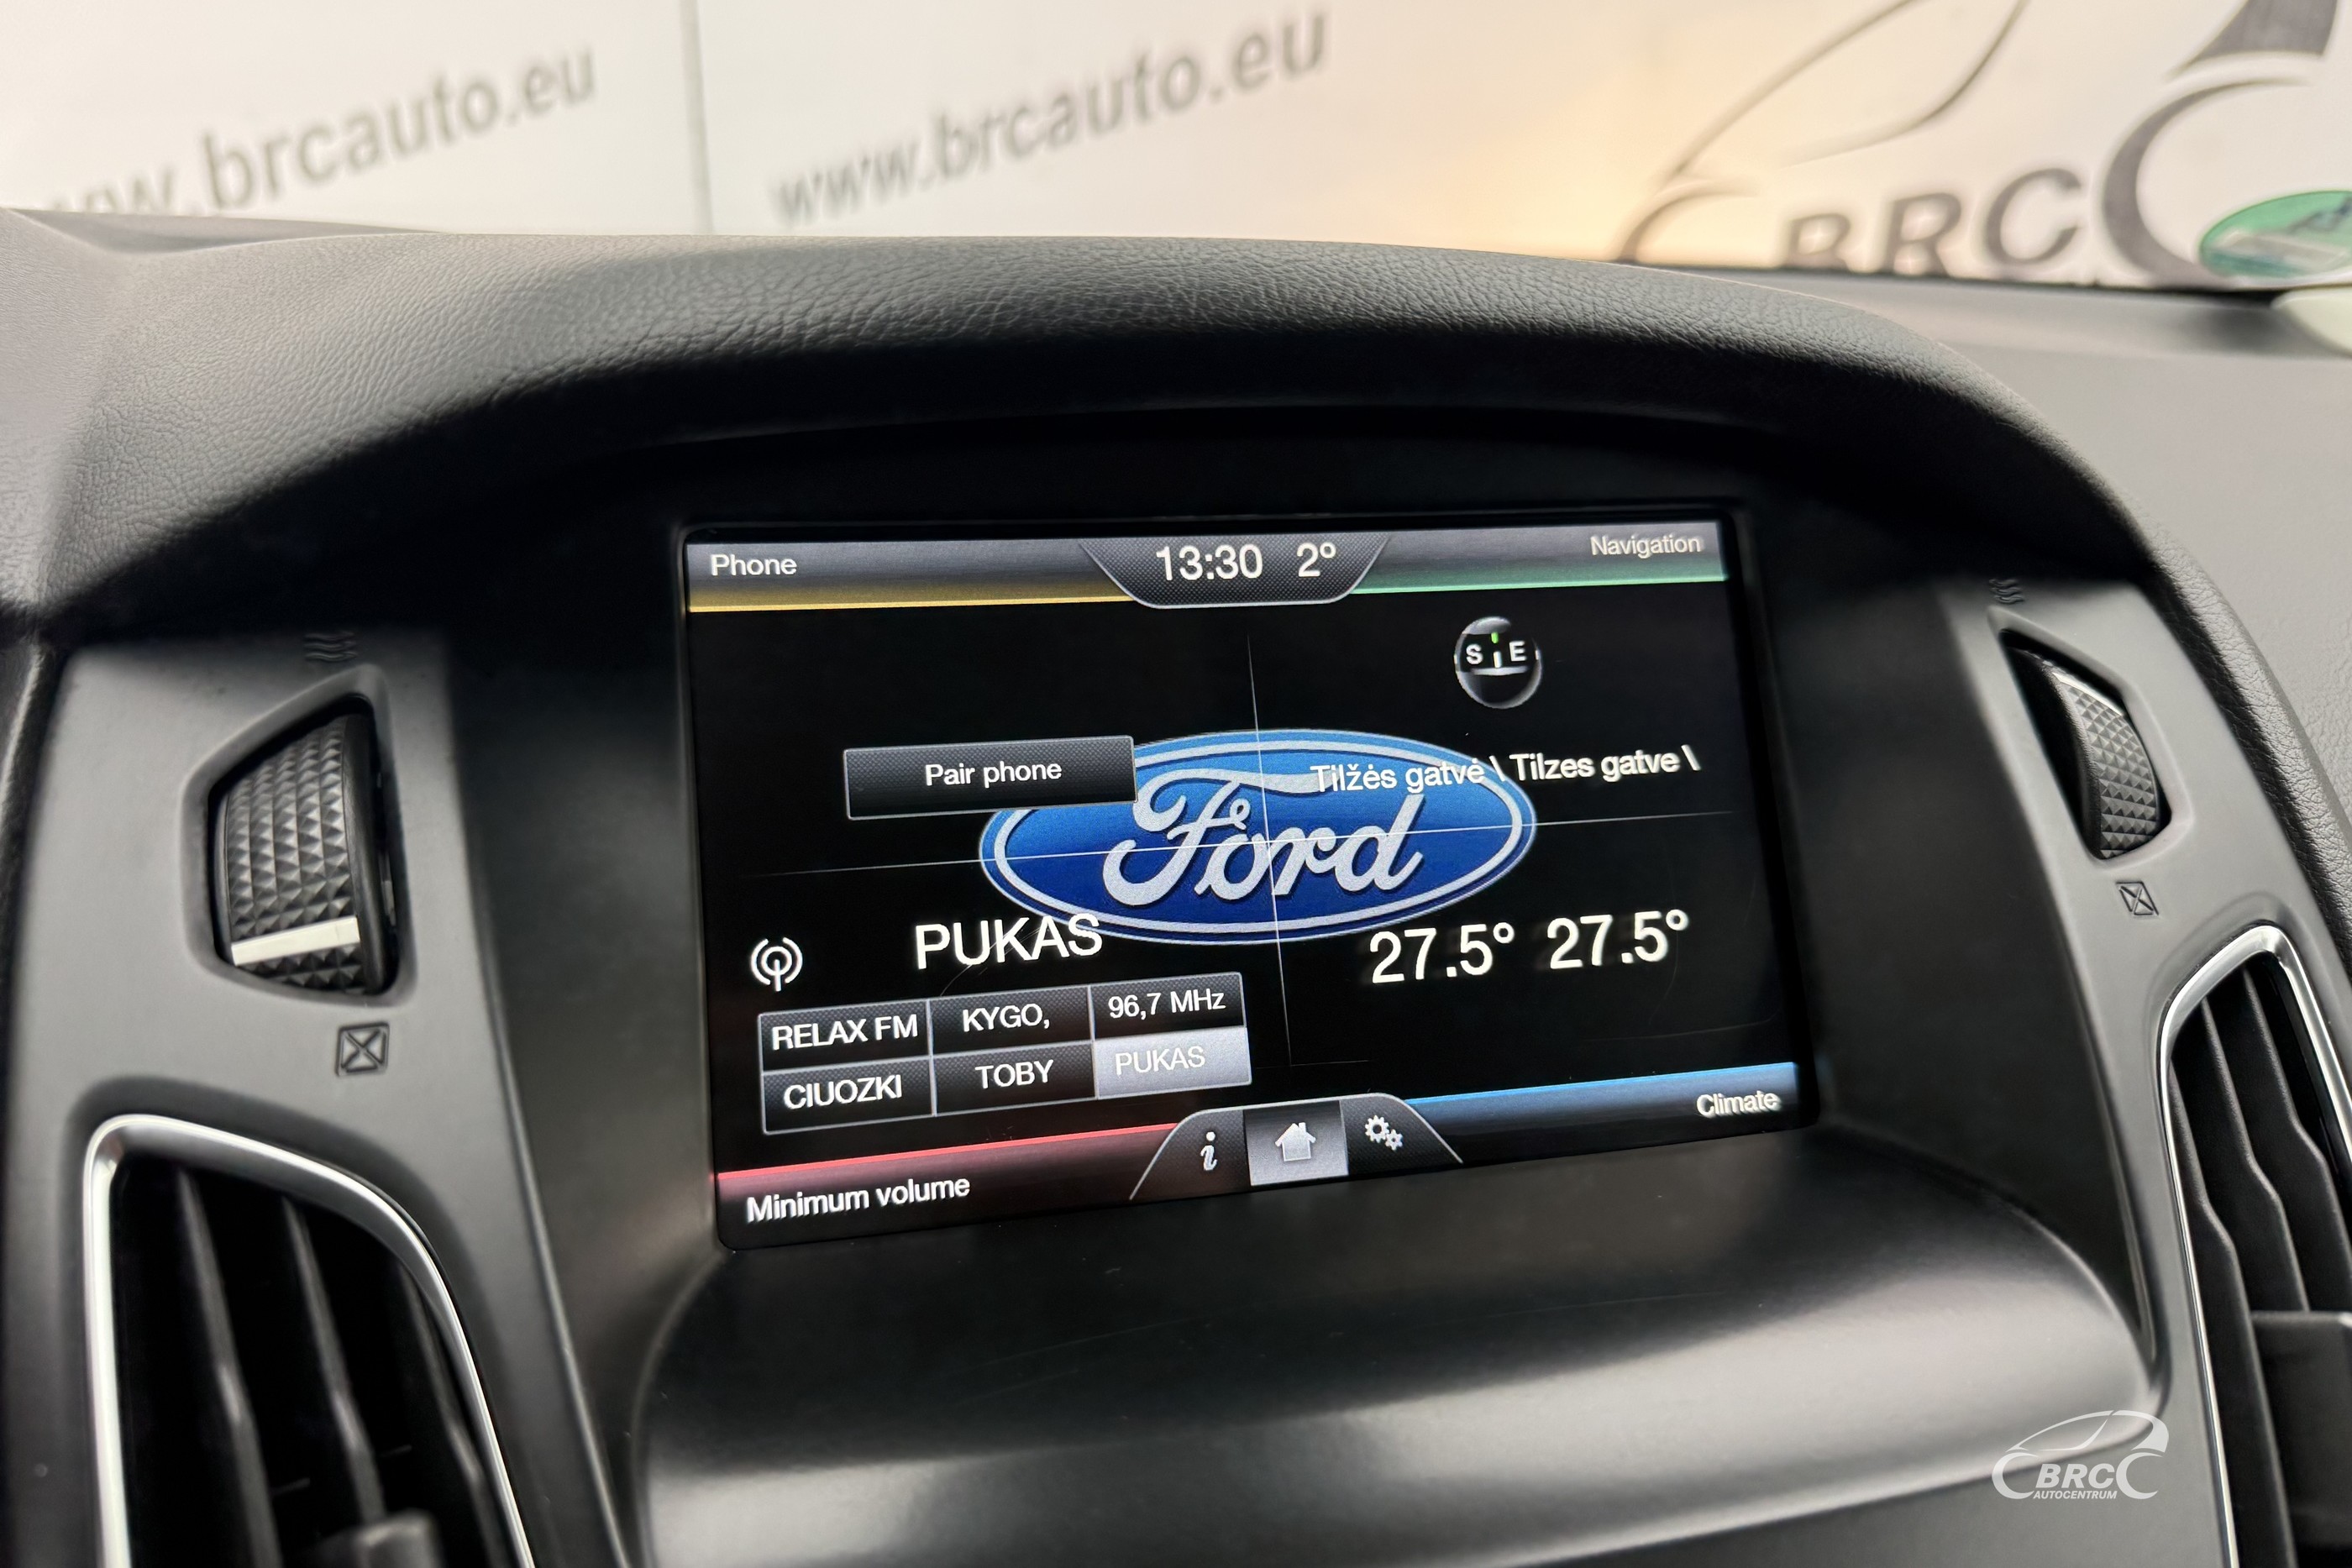 www.brcauto.eu
www.brcauto.eu
BRC
Phone
13:30 2°
Navigation
S E
Pair phone
Tilžės gatvė \ Tilzes gatve \
Ford
PUKAS
27.5° 27.5°
RELAX FM
KYGO,
96,7 MHz
CIUOZKI
TOBY
PUKAS
Climate
i
Minimum volume
BRC
AUTOCENTRUM